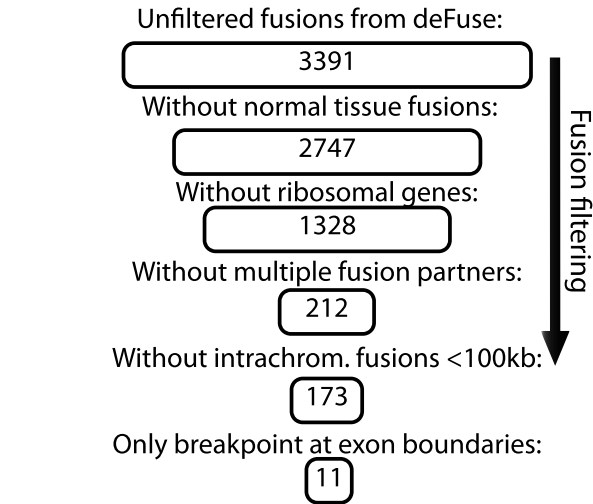 Unfiltered fusions from deFuse:
3391
Without normal tissue fusions:
2747
Without ribosomal genes:
1328
Without multiple fusion partners:
212
Without intrachrom. fusions <100kb:
173
Only breakpoint at exon boundaries:
11
Fusion filtering